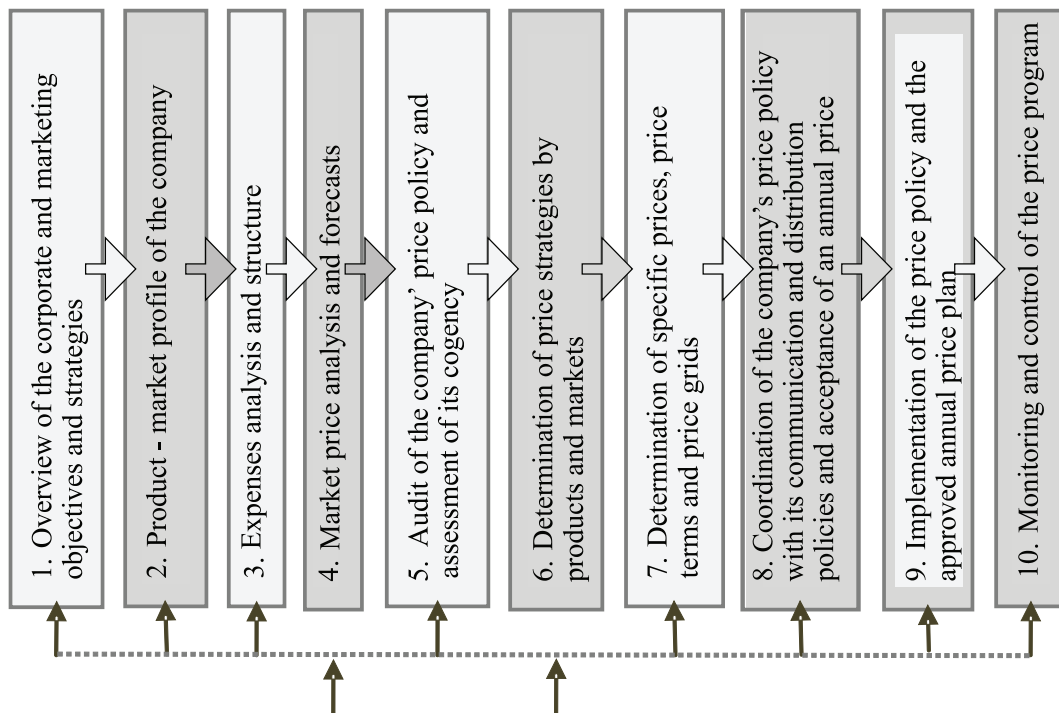 1. Overview of the corporate and marketing
objectives and strategies
2. Product - market profile of the company
3. Expenses analysis and structure
4. Market price analysis and forecasts
5. Audit of the company’ price policy and
assessment of its cogency
6. Determination of price strategies by
products and markets
7. Determination of specific prices, price
terms and price grids
8. Coordination of the company’s price policy
with its communication and distribution
policies and acceptance of an annual price
9. Implementation of the price policy and the
approved annual price plan
10. Monitoring and control of the price program